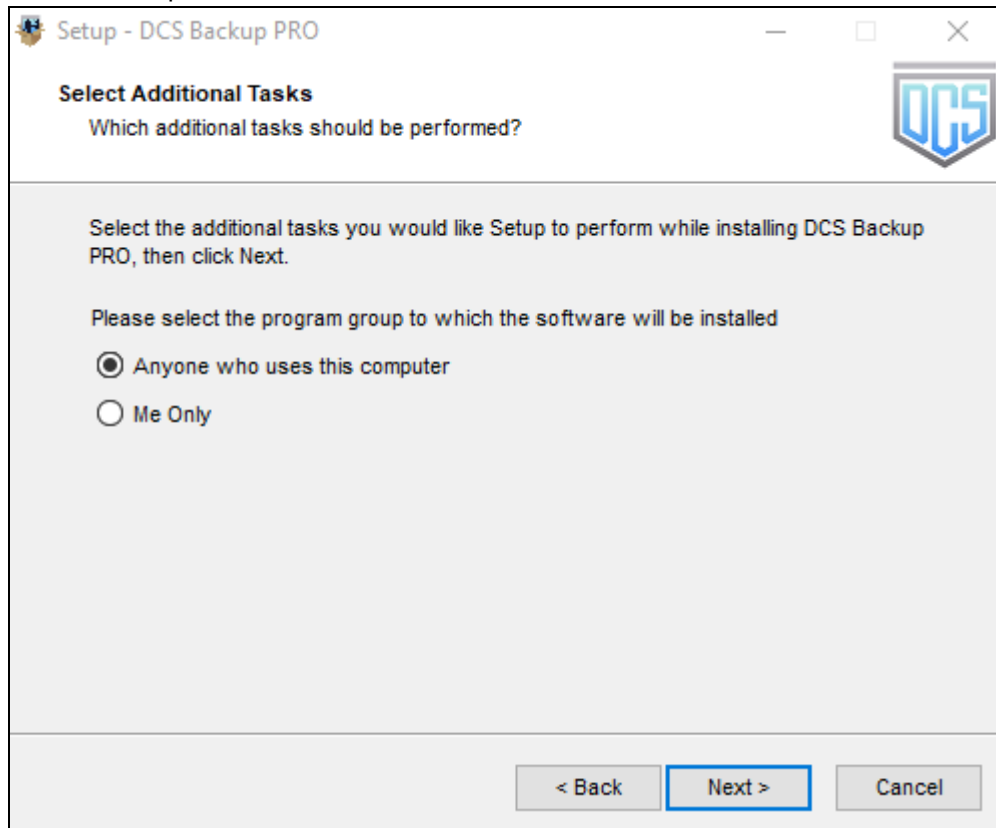 Setup - DCS Backup PRO
Select Additional Tasks
Which additional tasks should be performed?
DCS
Select the additional tasks you would like Setup to perform while installing DCS Backup
PRO, then click Next.
Please select the program group to which the software will be installed
Anyone who uses this computer
Me Only
< Back
Next >
Cancel